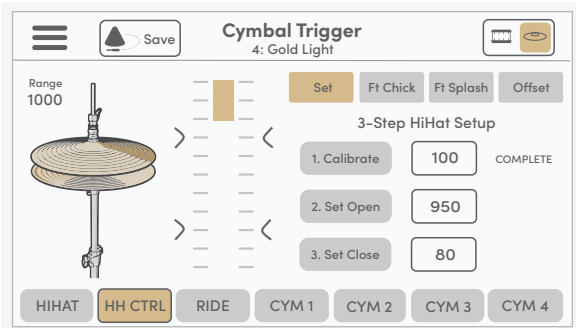 Save
Cymbal Trigger
4: Gold Light
Range
1000
Set
Ft Chick
Ft Splash
Offset
3-Step HiHat Setup
1. Calibrate
100
COMPLETE
2. Set Open
950
3. Set Close
80
HIHAT
HH CTRL
RIDE
CYM 1
CYM 2
CYM 3
CYM 4